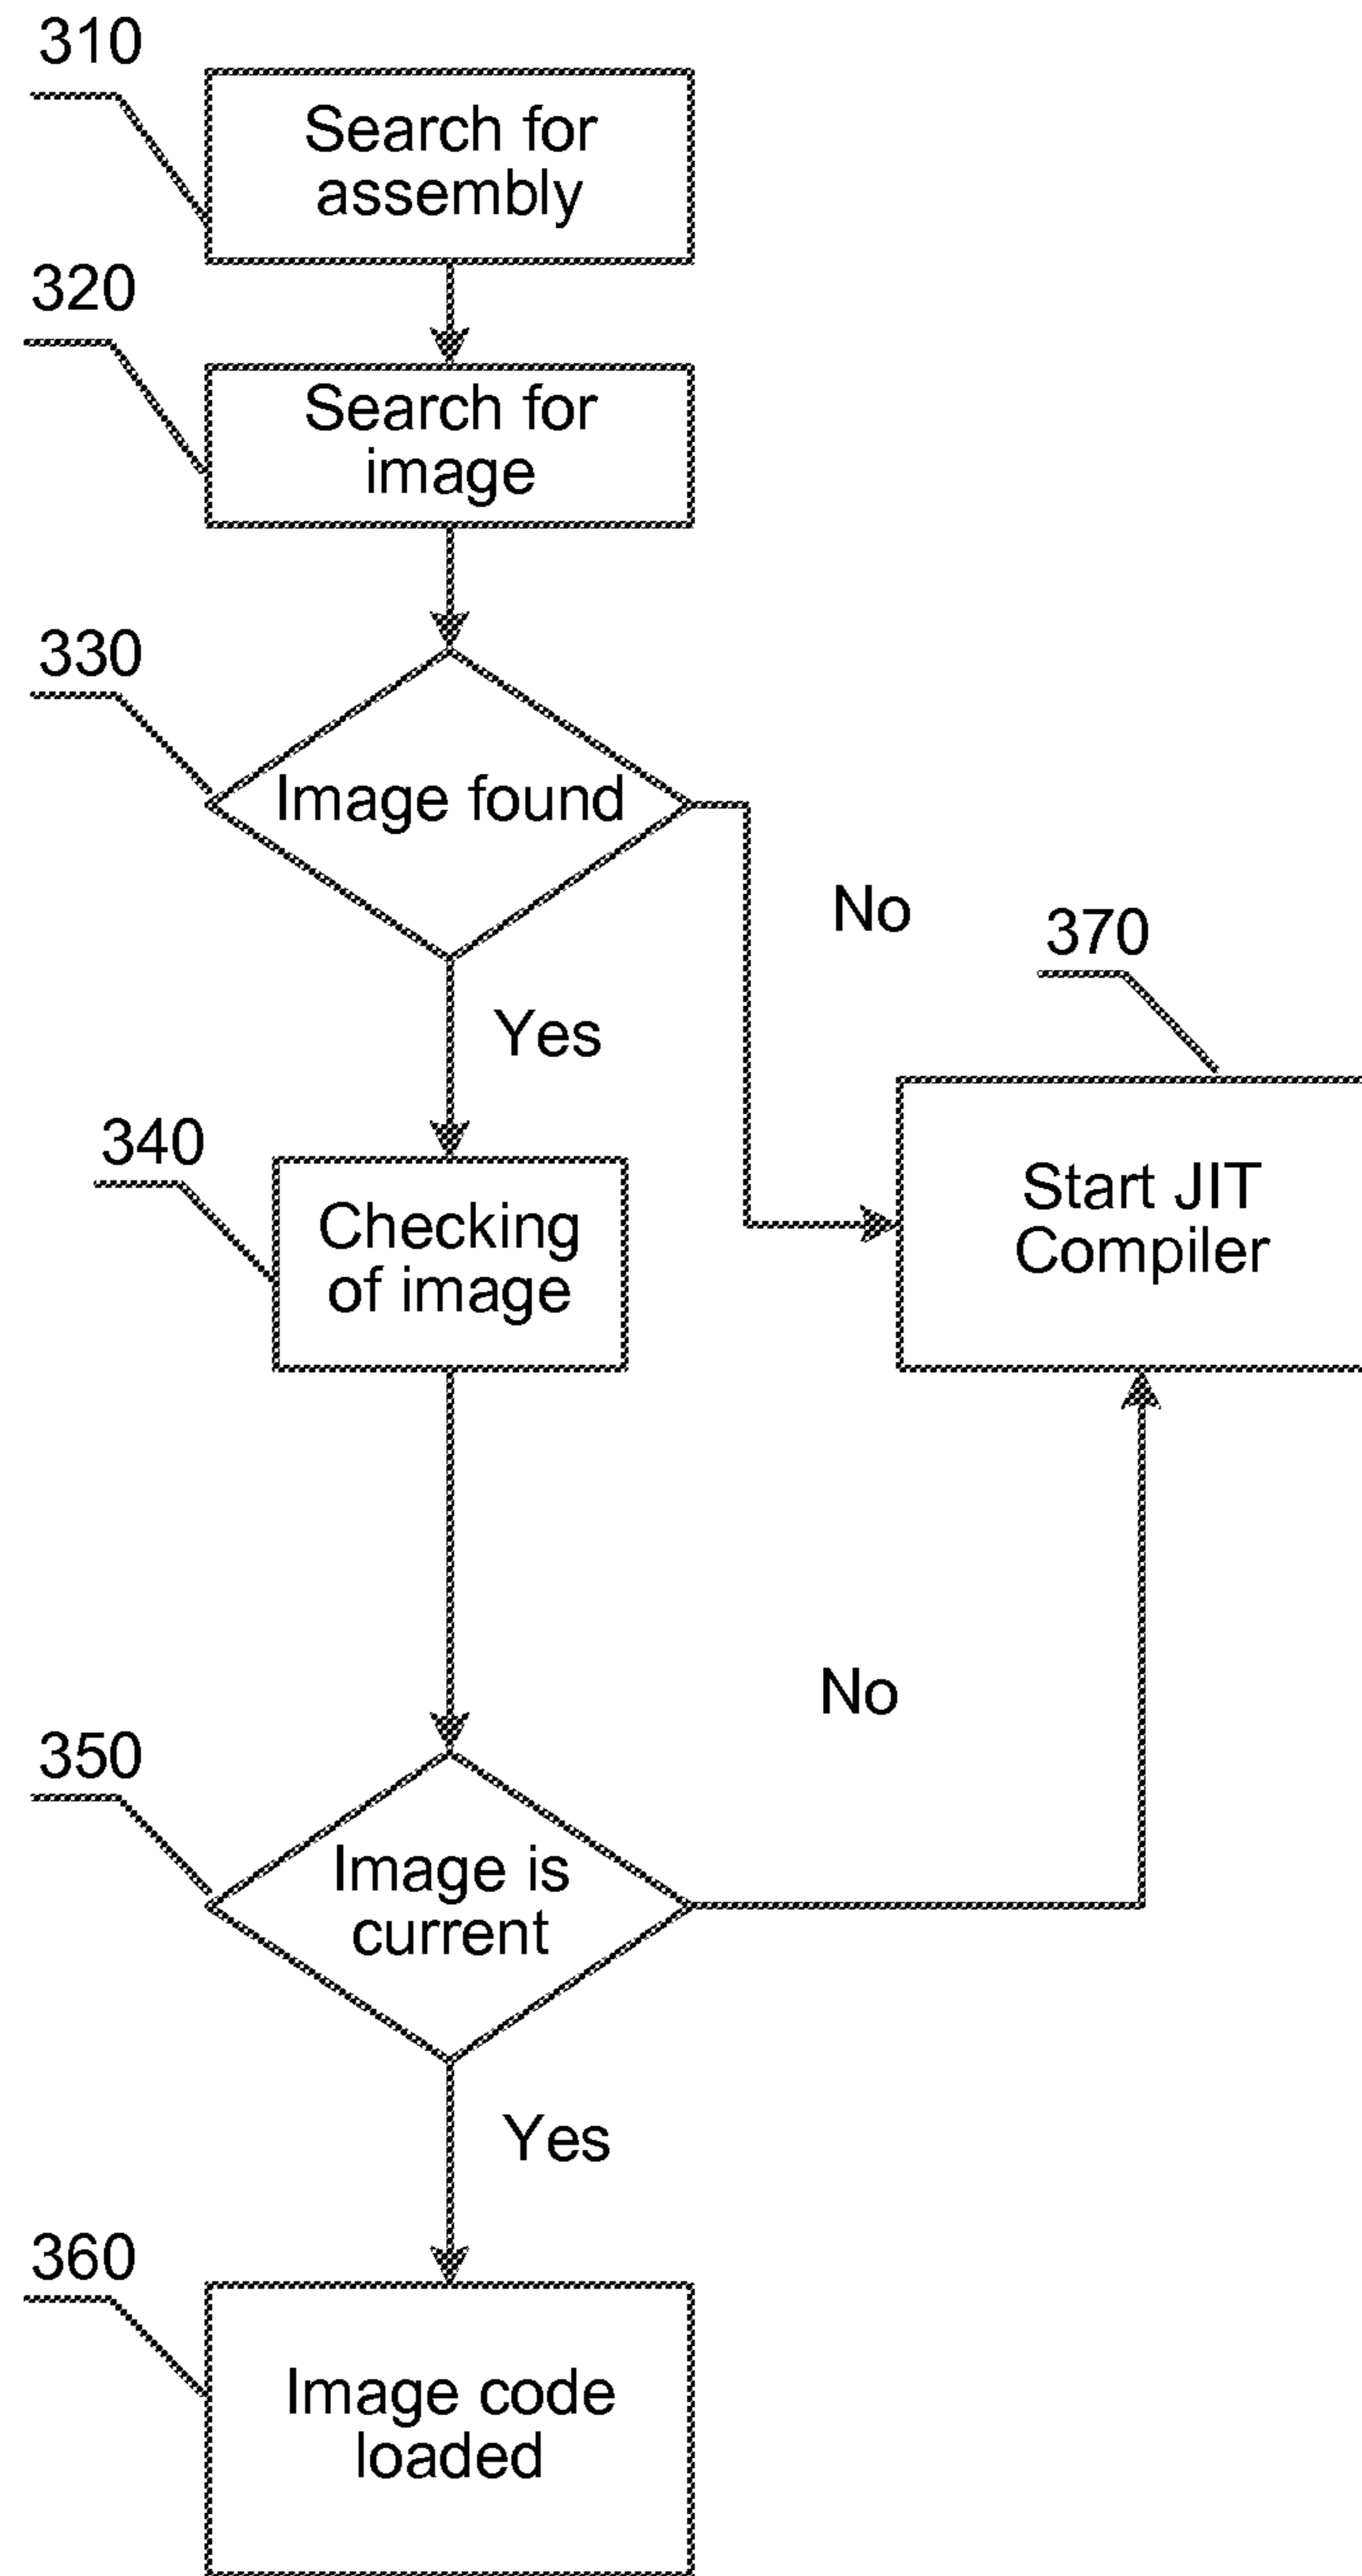 310
Search for
assembly
320
Search for
image
330
Image found
No
370
Yes
340
Checking
of image
Start JIT
Compiler
No
350
Image is
current
Yes
360
Image code
loaded